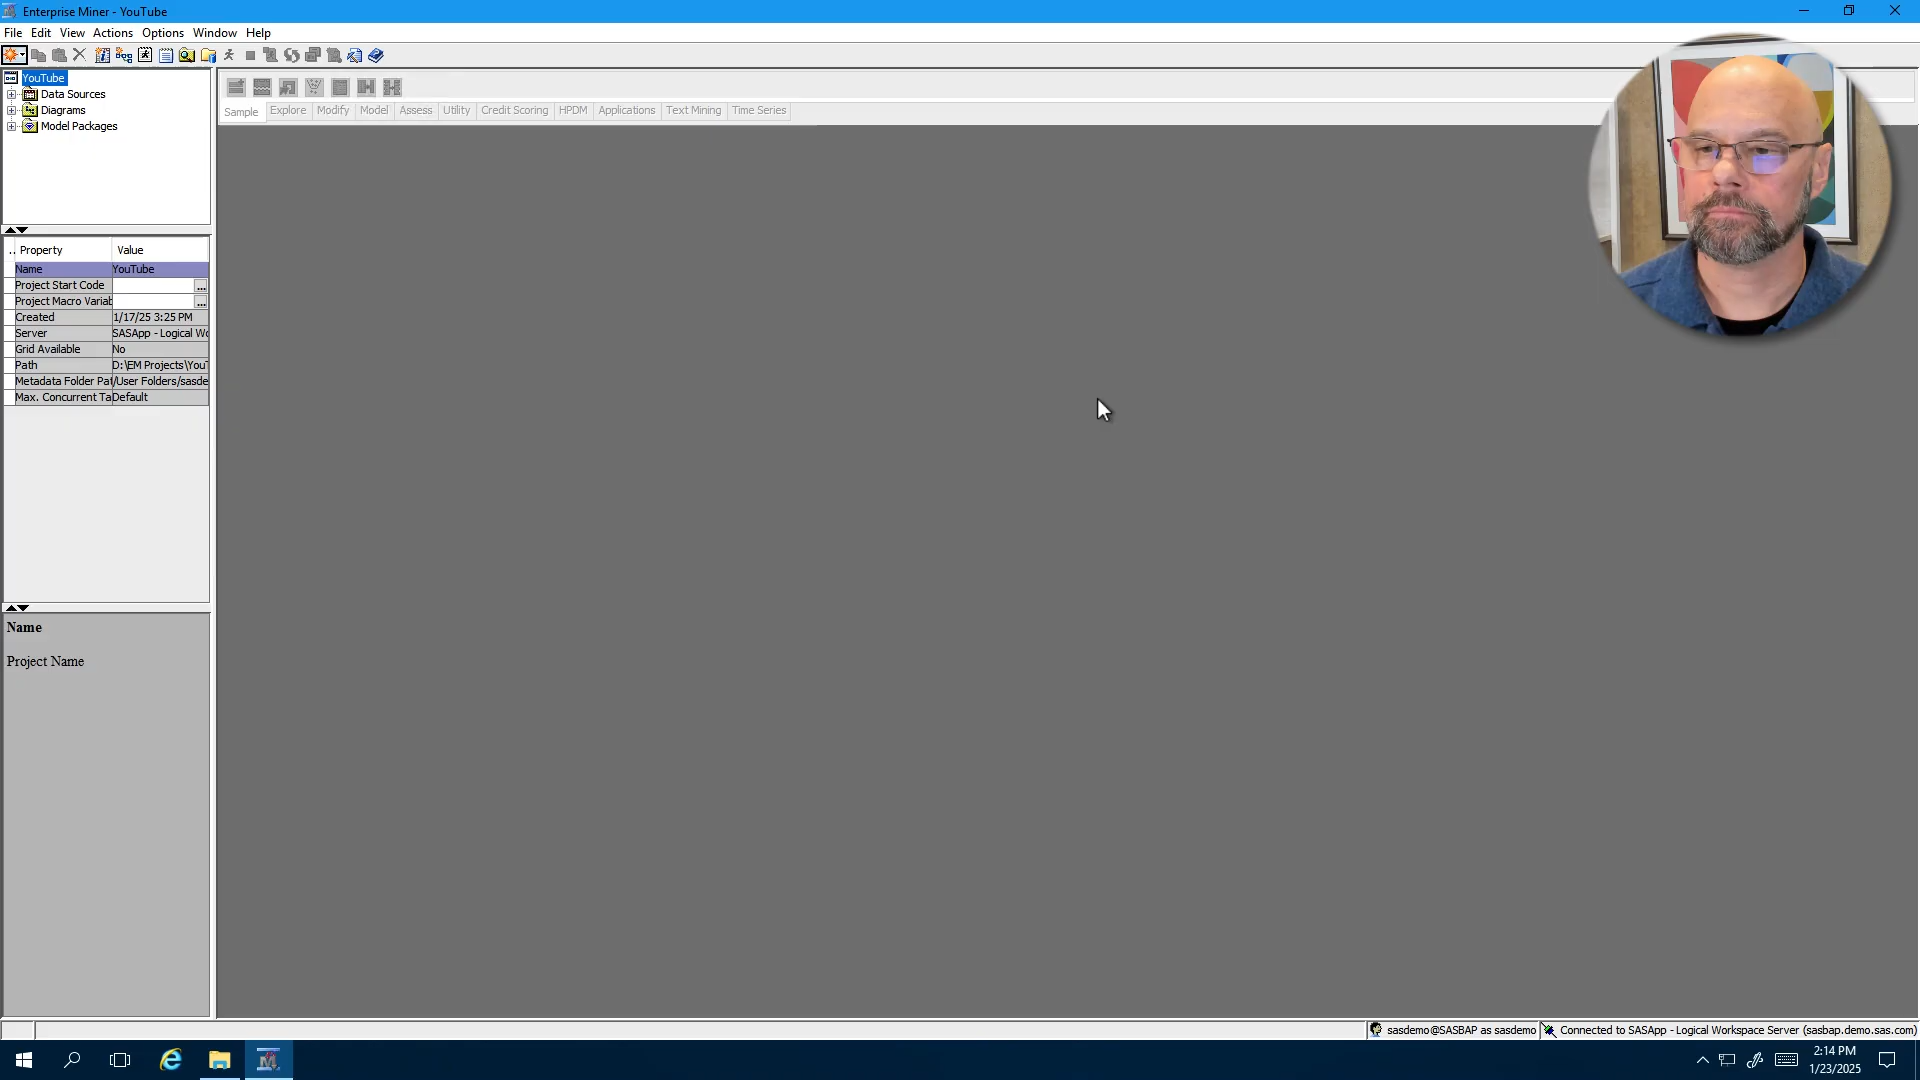 Enterprise Miner - YouTube
File Edit View Actions Options Window Help
YouTube
Data Sources
Diagrams
Model Packages
Sample Explore Modify Model Assess Utility Credit Scoring HPDM Applications Text Mining Time Series
.. Property Value
Name YouTube
Project Start Code ...
Project Macro Variab ...
Created 1/17/25 3:25 PM
Server SASApp - Logical Wo
Grid Available No
Path D:\EM Projects\YouT
Metadata Folder Pat /User Folders/sasde
Max. Concurrent Ta Default
Name
Project Name
sasdemo@SASBAP as sasdemo Connected to SASApp - Logical Workspace Server (sasbap.demo.sas.com)
2:14 PM
1/23/2025